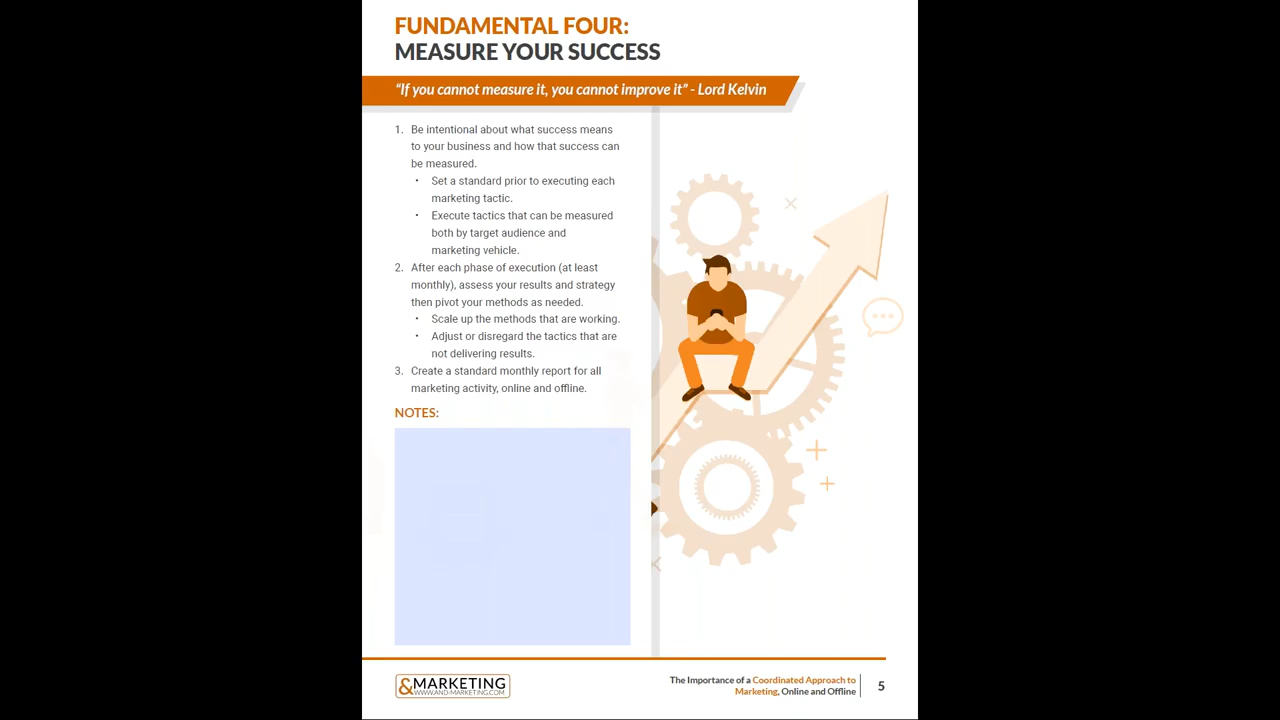 FUNDAMENTAL FOUR:
MEASURE YOUR SUCCESS
“If you cannot measure it, you cannot improve it” - Lord Kelvin
1. Be intentional about what success means
to your business and how that success can
be measured.
• Set a standard prior to executing each
marketing tactic.
• Execute tactics that can be measured
both by target audience and
marketing vehicle.
2. After each phase of execution (at least
monthly), assess your results and strategy
then pivot your methods as needed.
• Scale up the methods that are working.
• Adjust or disregard the tactics that are
not delivering results.
3. Create a standard monthly report for all
marketing activity, online and offline.
NOTES:
&MARKETING
WWW.AND-MARKETING.COM
The Importance of a Coordinated Approach to
Marketing, Online and Offline
5